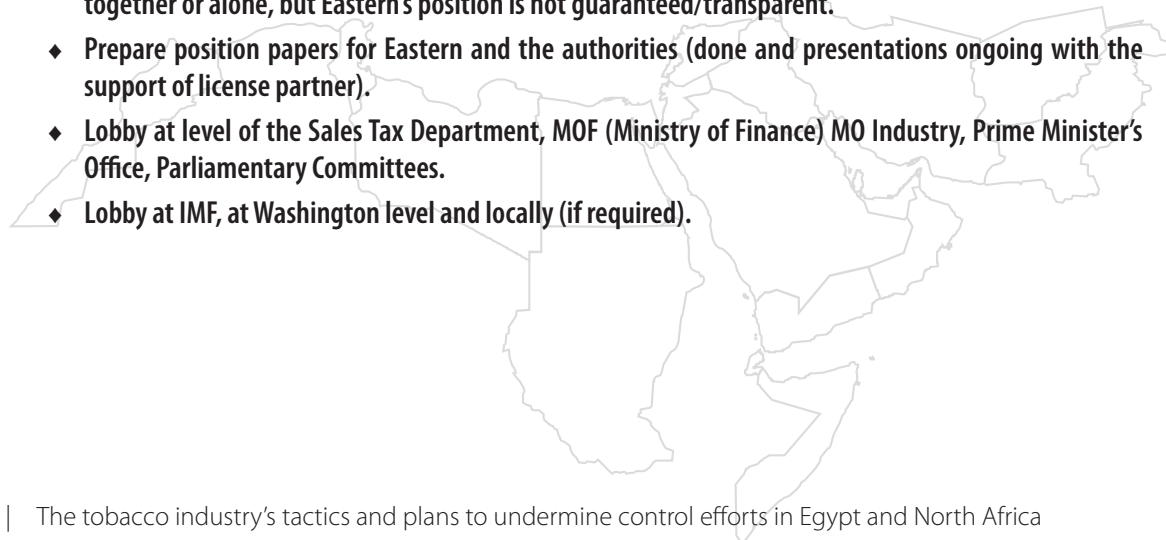 together or alone, but Eastern's position is not guaranteed/transparent.
♦ Prepare position papers for Eastern and the authorities (done and presentations ongoing with the
support of license partner).
♦ Lobby at level of the Sales Tax Department, MOF (Ministry of Finance) MO Industry, Prime Minister's
Office, Parliamentary Committees.
♦ Lobby at IMF, at Washington level and locally (if required).
| The tobacco industry's tactics and plans to undermine control efforts in Egypt and North Africa